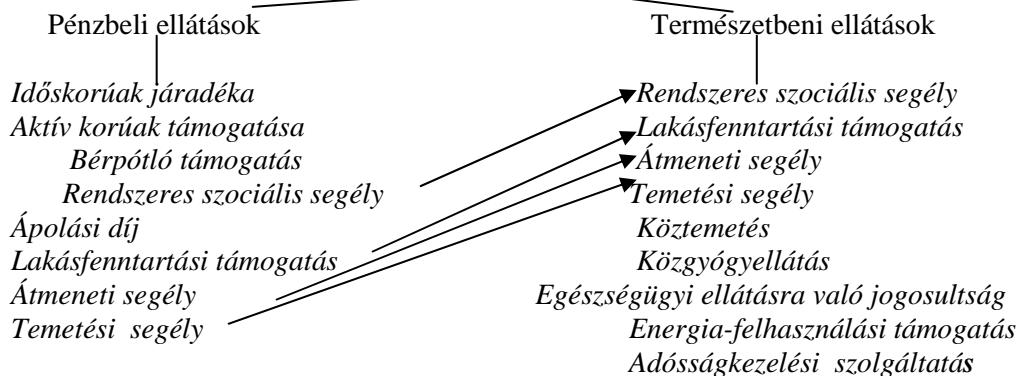 Pénzbeli ellátások
Időskorúak járadéka
Aktív korúak támogatása
Bérpótló támogatás
Rendszeres szociális segély
Ápolási díj
Lakásfenntartási támogatás
Átmeneti segély
Temetési segély
Természetbeni ellátások
Rendszeres szociális segély
Lakásfenntartási támogatás
Átmeneti segély
Temetési segély
Köztemetés
Közgyógyellátás
Egészségügyi ellátásra való jogosultság
Energia-felhasználási támogatás
Adósságkezelési szolgáltatás